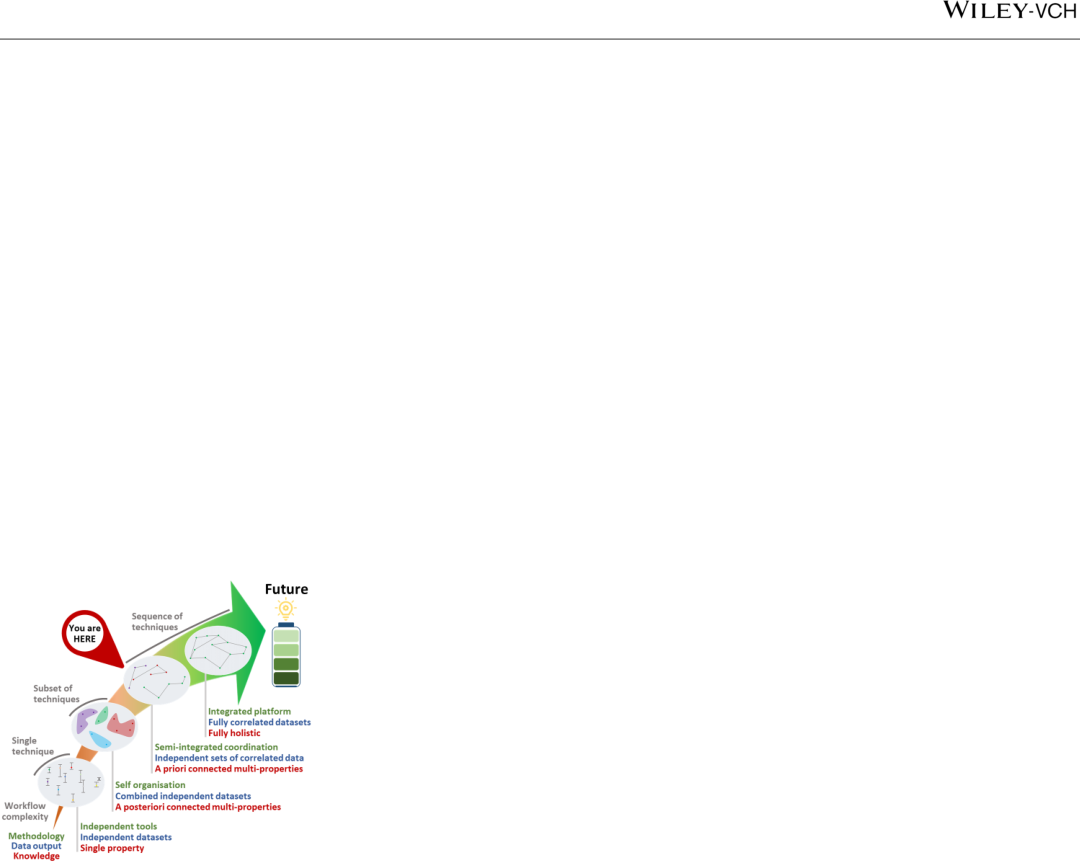 WILEY-VCH
Future
You are
HERE
Sequence of
techniques
Subset of
techniques
Single
technique
Integrated platform
Fully correlated datasets
Fully holistic
Semi-integrated coordination
Independent sets of correlated data
A priori connected multi-properties
Self organisation
Combined independent datasets
A posteriori connected multi-properties
Workflow
complexity
Independent tools
Independent datasets
Single property
Methodology
Data output
Knowledge